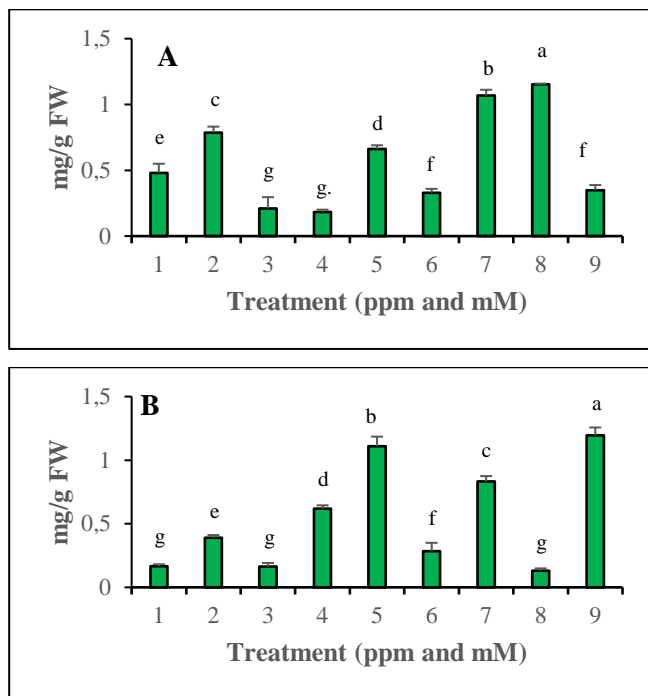 A
mg/g FW
1,5
1
0,5
0
e
c
g
g.
d
f
b
a
f
1 2 3 4 5 6 7 8 9
Treatment (ppm and mM)
B
mg/g FW
1,5
1
0,5
0
g
e
g
d
b
f
c
g
a
1 2 3 4 5 6 7 8 9
Treatment (ppm and mM)